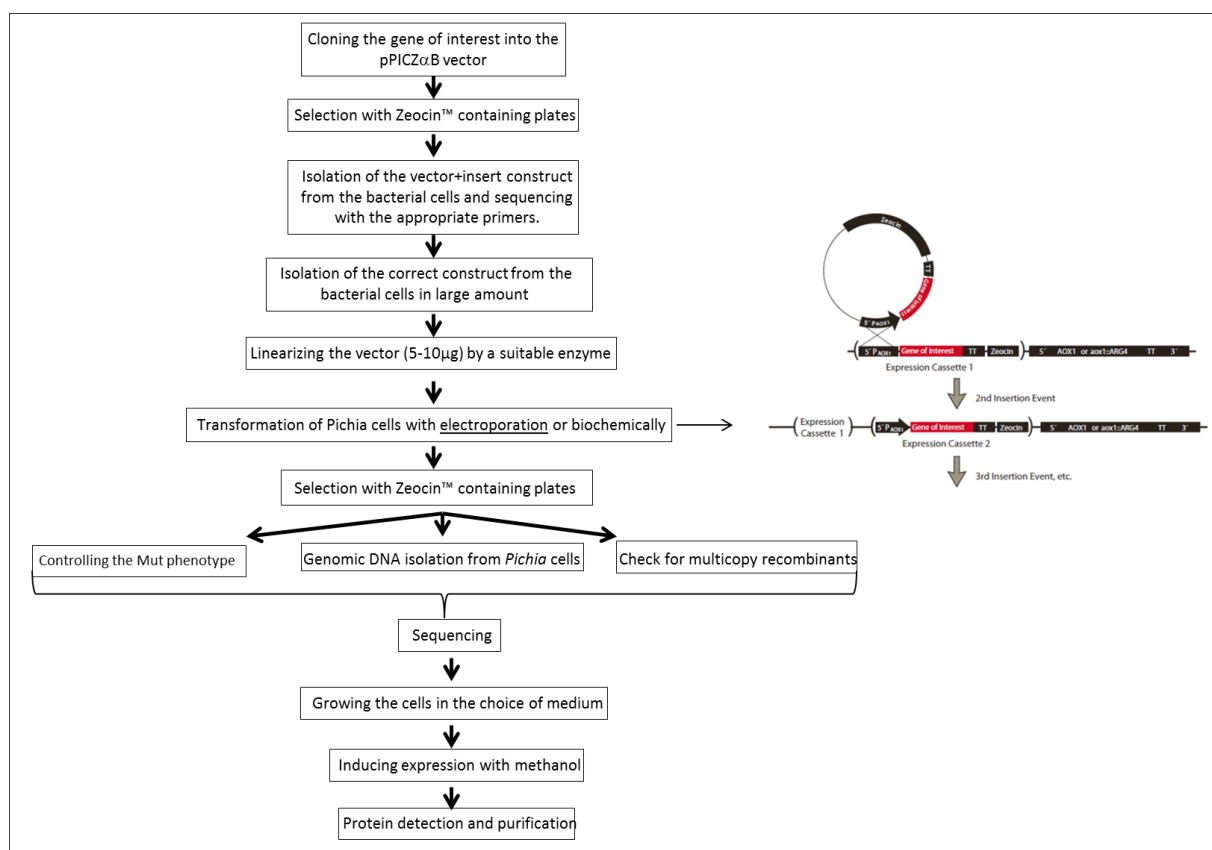 Cloning the gene of interest into the
pPICZαB vector
Selection with Zeocin™ containing plates
Isolation of the vector+insert construct
from the bacterial cells and sequencing
with the appropriate primers.
Isolation of the correct construct from the
bacterial cells in large amount
Linearizing the vector (5-10µg) by a suitable enzyme
Transformation of Pichia cells with electroporation or biochemically
Selection with Zeocin™ containing plates
Controlling the Mut phenotype
Genomic DNA isolation from Pichia cells
Check for multicopy recombinants
Sequencing
Growing the cells in the choice of medium
Inducing expression with methanol
Protein detection and purification
Zeocin
TT
Gene of Interest
5´ PAOX1
5´ PAOX1 Gene of Interest TT Zeocin 5´ AOX1 or aox1::ARG4 TT 3´
Expression Cassette 1
2nd Insertion Event
Expression
Cassette 1
5´ PAOX1 Gene of Interest TT Zeocin 5´ AOX1 or aox1::ARG4 TT 3´
Expression Cassette 2
3rd Insertion Event, etc.